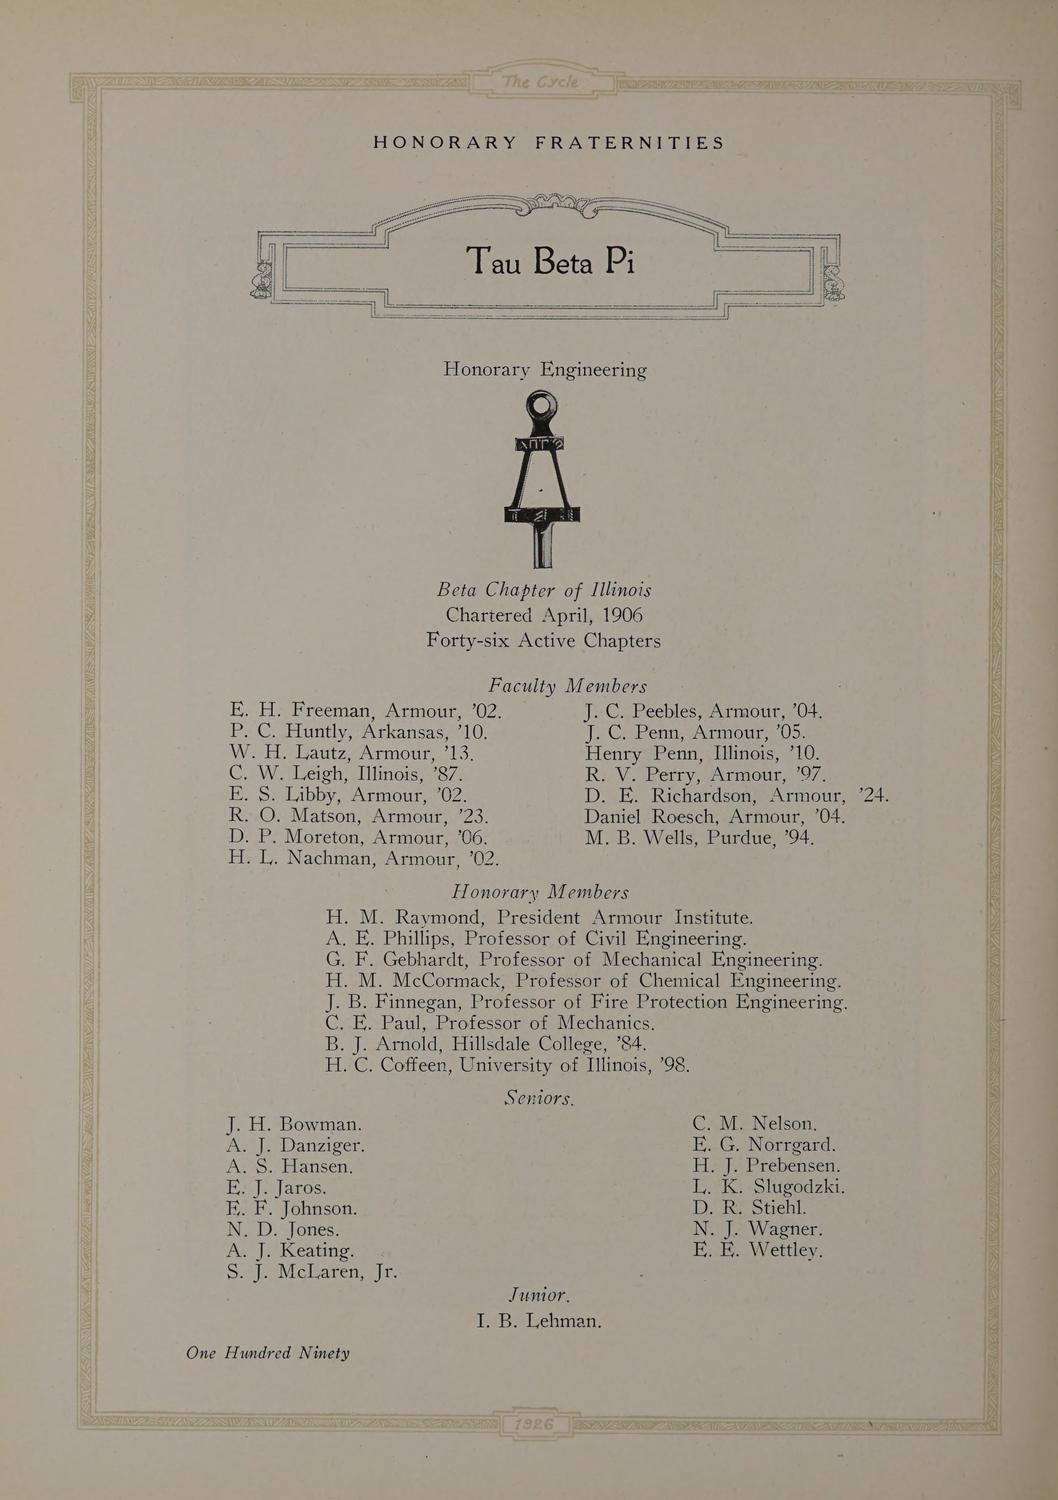 The Cycle
HONORARY FRATERNITIES
Tau Beta Pi
Honorary Engineering
Beta Chapter of Illinois
Chartered April, 1906
Forty-six Active Chapters
Faculty Members
E. H. Freeman, Armour, ’02.
P. C. Huntly, Arkansas, ’10.
W. H. Lautz, Armour, ’13.
C. W. Leigh, Illinois, ’87.
E. S. Libby, Armour, ’02.
R. O. Matson, Armour, ’23.
D. P. Moreton, Armour, ’06.
H. L. Nachman, Armour, ’02.
J. C. Peebles, Armour, ’04.
J. C. Penn, Armour, ’05.
Henry Penn, Illinois, ’10.
R. V. Perry, Armour, ’97.
D. E. Richardson, Armour, ’24.
Daniel Roesch, Armour, ’04.
M. B. Wells, Purdue, ’94.
Honorary Members
H. M. Raymond, President Armour Institute.
A. E. Phillips, Professor of Civil Engineering.
G. F. Gebhardt, Professor of Mechanical Engineering.
H. M. McCormack, Professor of Chemical Engineering.
J. B. Finnegan, Professor of Fire Protection Engineering.
C. E. Paul, Professor of Mechanics.
B. J. Arnold, Hillsdale College, ’84.
H. C. Coffeen, University of Illinois, ’98.
Seniors.
J. H. Bowman.
A. J. Danziger.
A. S. Hansen.
E. J. Jaros.
E. F. Johnson.
N. D. Jones.
A. J. Keating.
S. J. McLaren, Jr.
C. M. Nelson.
E. G. Norrgard.
H. J. Prebensen.
L. K. Slugodzki.
D. R. Stiehl.
N. J. Wagner.
E. E. Wettley.
Junior.
I. B. Lehman.
One Hundred Ninety
1926